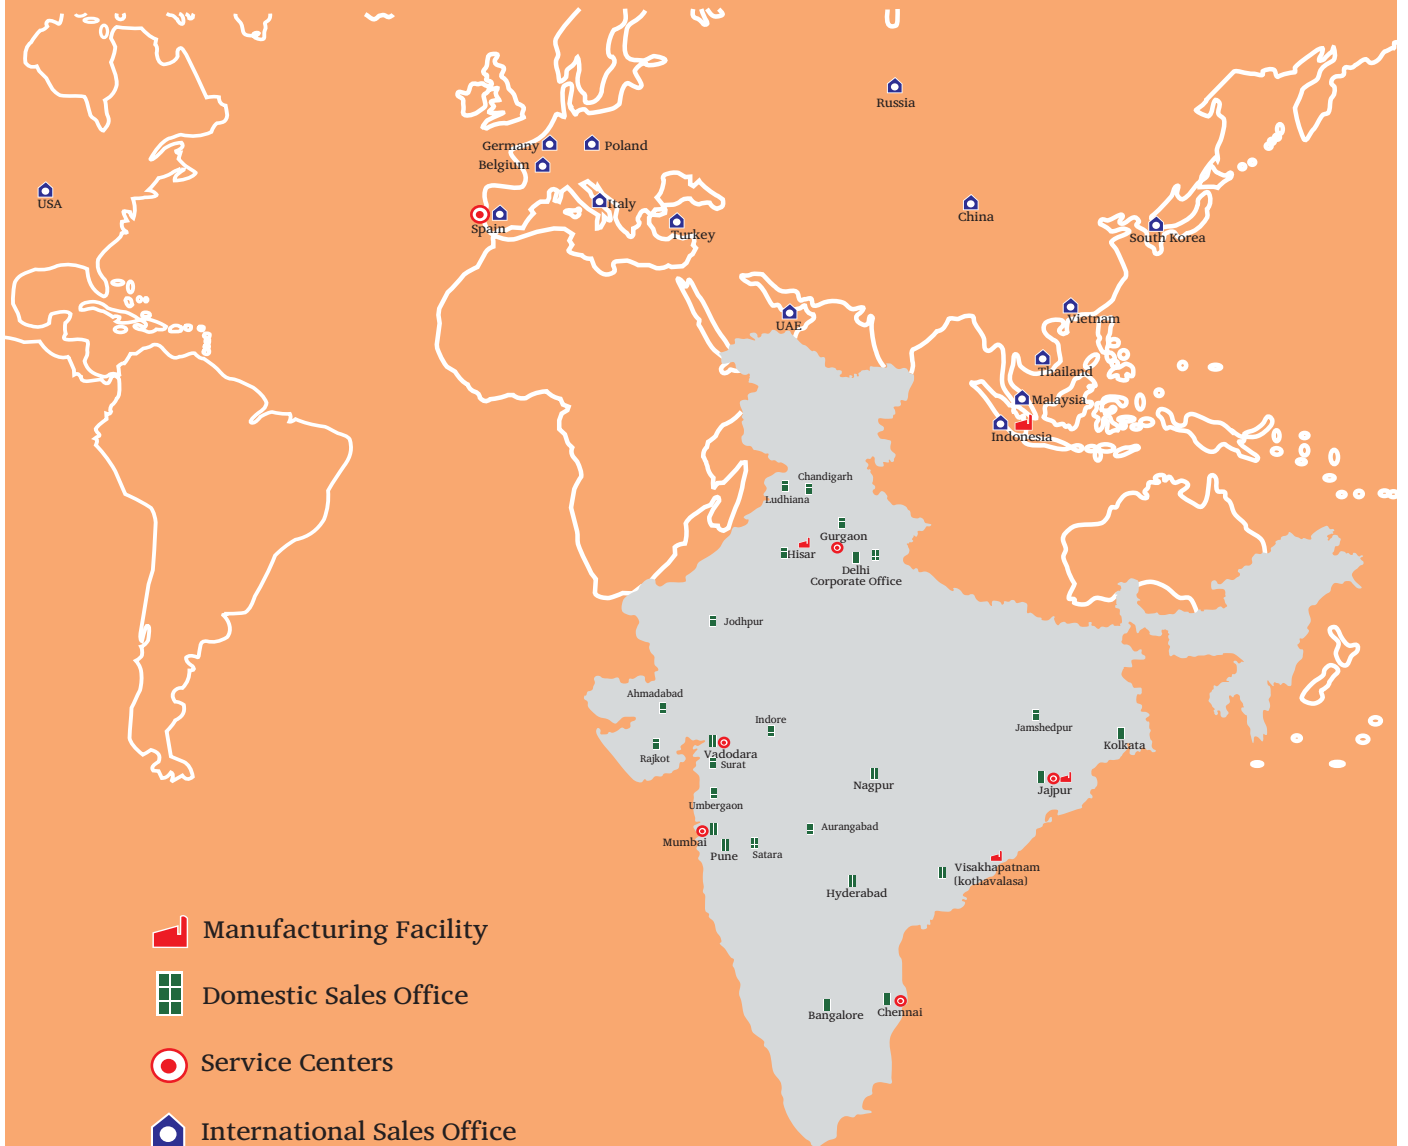 Russia
Germany
Poland
Belgium
USA
Italy
China
Spain
Turkey
South Korea
Vietnam
UAE
Thailand
Malaysia
Indonesia
Chandigarh
Ludhiana
Gurgaon
Hisar
Delhi
Corporate Office
Jodhpur
Ahmadabad
Indore
Jamshedpur
Kolkata
Rajkot
Vadodara
Surat
Nagpur
Jajpur
Umbergaon
Aurangabad
Mumbai
Pune
Satara
Visakhapatnam
(kothavalasa)
Hyderabad
Bangalore
Chennai
Manufacturing Facility
Domestic Sales Office
Service Centers
International Sales Office